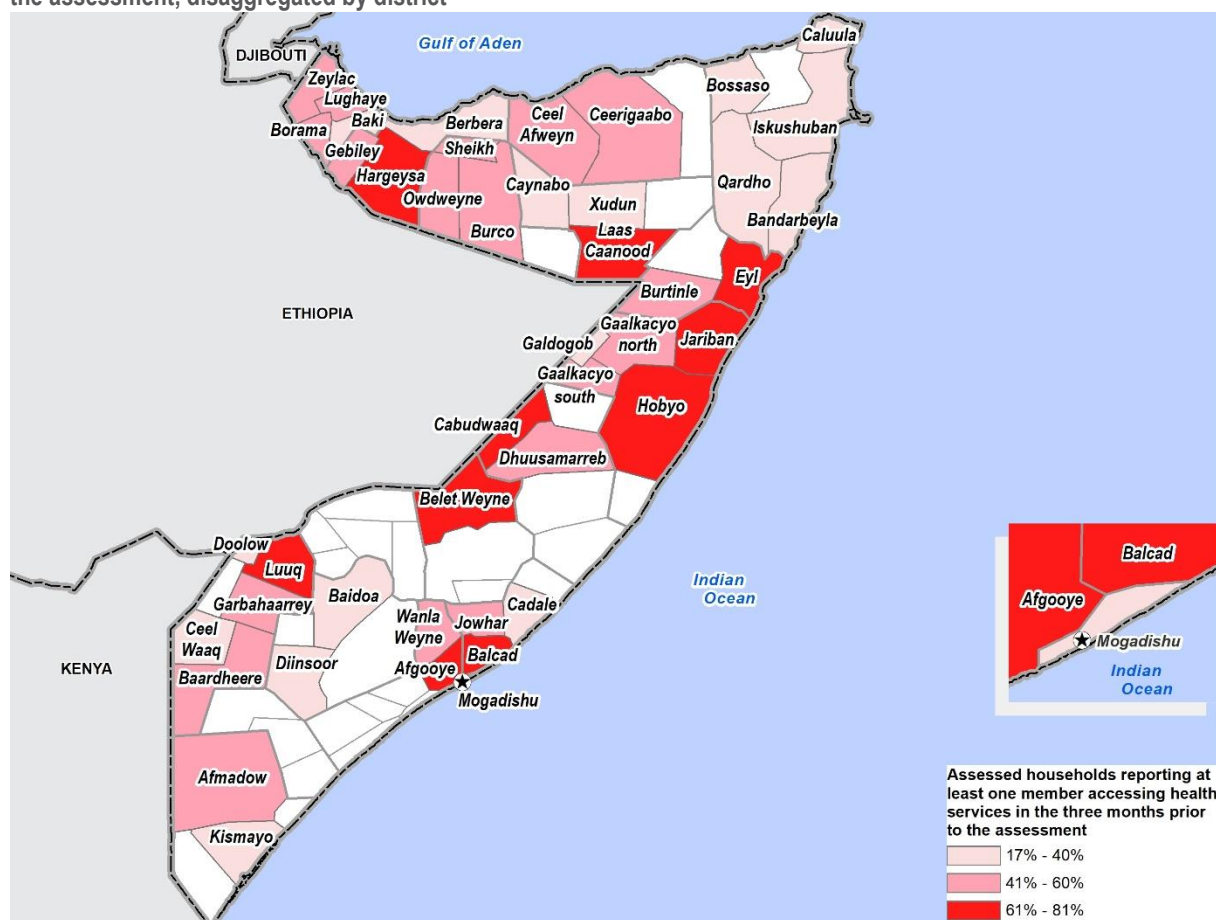 the assessment, disaggregated by district
Caluula
Gulf of Aden
DJIBOUTI
Zeylac
Bossaso
Lughaye
Baki
Berbera
Ceel
Afweyn
Ceerigaabo
Iskushuban
Borama
Gebiley
Sheikh
Hargeysa
Owdweyne
Caynabo
Qardho
Xudun
Bandarbeyla
Burco
Laas
Caanood
Eyl
Burtinle
ETHIOPIA
Gaalkacyo
north
Jariban
Galdogob
Gaalkacyo
south
Hobyo
Cabudwaaq
Dhuusamarreb
Belet Weyne
Doolow
Luuq
Baidoa
Indian
Ocean
Garbahaarrey
Wanla
Weyne
Cadale
Jowhar
Ceel
Waaq
Diinsoor
Balcad
Afgooye
KENYA
Baardheere
Mogadishu
Afmadow
Kismayo
Balcad
Afgooye
Mogadishu
Indian
Ocean
Assessed households reporting at
least one member accessing health
services in the three months prior
to the assessment
17% - 40%
41% - 60%
61% - 81%